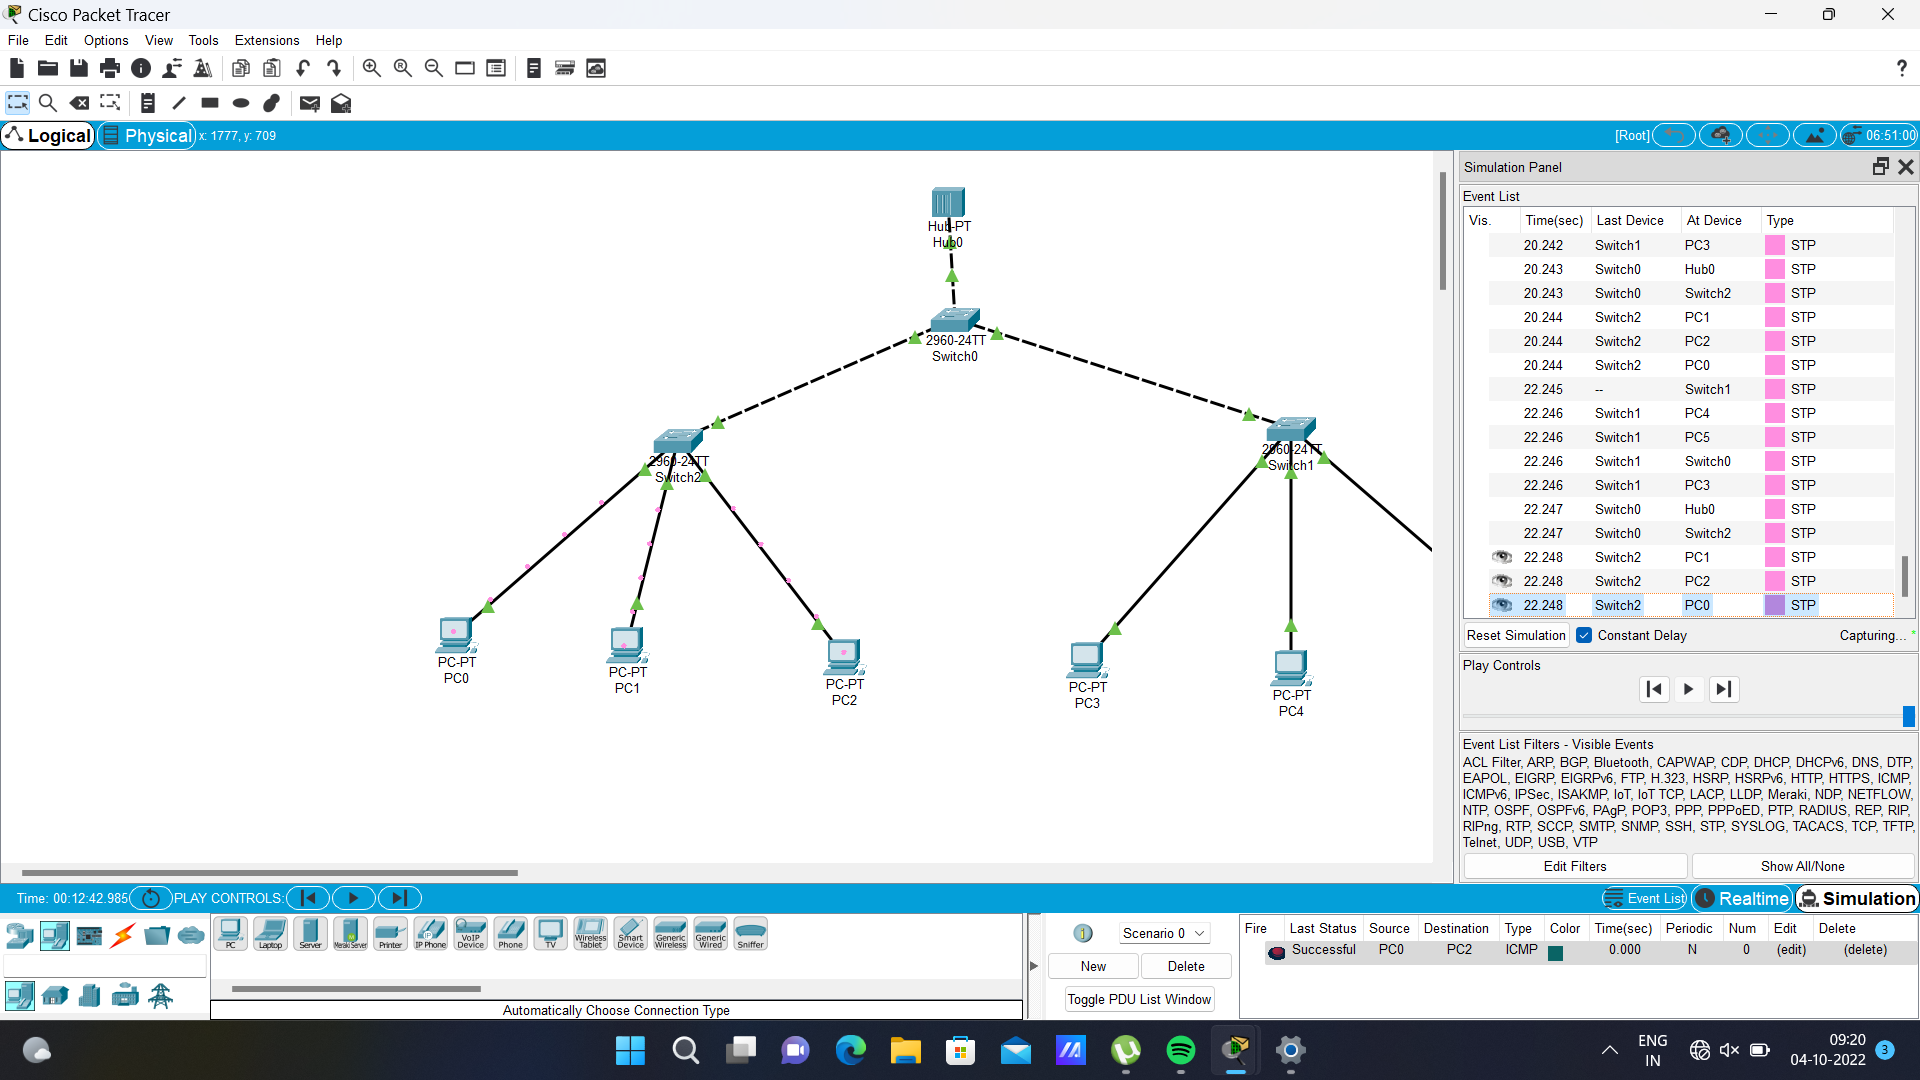 Cisco Packet Tracer
File Edit Options View Tools Extensions Help
Logical Physical x: 1777, y: 709 [Root] 06:51:00
Hub-PT
Hub0
2960-24TT
Switch0
2960-24TT
Switch2
2960-24TT
Switch1
PC-PT
PC0
PC-PT
PC1
PC-PT
PC2
PC-PT
PC3
PC-PT
PC4
Simulation Panel
Event List
Vis. Time(sec) Last Device At Device Type
20.242 Switch1 PC3 STP
20.243 Switch0 Hub0 STP
20.243 Switch0 Switch2 STP
20.244 Switch2 PC1 STP
20.244 Switch2 PC2 STP
20.244 Switch2 PC0 STP
22.245 -- Switch1 STP
22.246 Switch1 PC4 STP
22.246 Switch1 PC5 STP
22.246 Switch1 Switch0 STP
22.246 Switch1 PC3 STP
22.247 Switch0 Hub0 STP
22.247 Switch0 Switch2 STP
22.248 Switch2 PC1 STP
22.248 Switch2 PC2 STP
22.248 Switch2 PC0 STP
Reset Simulation Constant Delay Capturing...
Play Controls
Event List Filters - Visible Events
ACL Filter, ARP, BGP, Bluetooth, CAPWAP, CDP, DHCP, DHCPv6, DNS, DTP,
EAPOL, EIGRP, EIGRPv6, FTP, H.323, HSRP, HSRPv6, HTTP, HTTPS, ICMP,
ICMPv6, IPSec, ISAKMP, IoT, IoT TCP, LACP, LLDP, Meraki, NDP, NETFLOW,
NTP, OSPF, OSPFv6, PAgP, POP3, PPP, PPPoED, PTP, RADIUS, REP, RIP,
RIPng, RTP, SCCP, SMTP, SNMP, SSH, STP, SYSLOG, TACACS, TCP, TFTP,
Telnet, UDP, USB, VTP
Edit Filters Show All/None
Time: 00:12:42.985 PLAY CONTROLS: Event List Realtime Simulation
PC Laptop Server Meraki Server Printer IP Phone VoIP Device Phone TV Wireless Tablet Smart Device Generic Wireless Generic Wired Sniffer
Automatically Choose Connection Type
1 Scenario 0
New Delete
Toggle PDU List Window
Fire Last Status Source Destination Type Color Time(sec) Periodic Num Edit Delete
Successful PC0 PC2 ICMP 0.000 N 0 (edit) (delete)
ENG
IN
09:20
04-10-2022
3